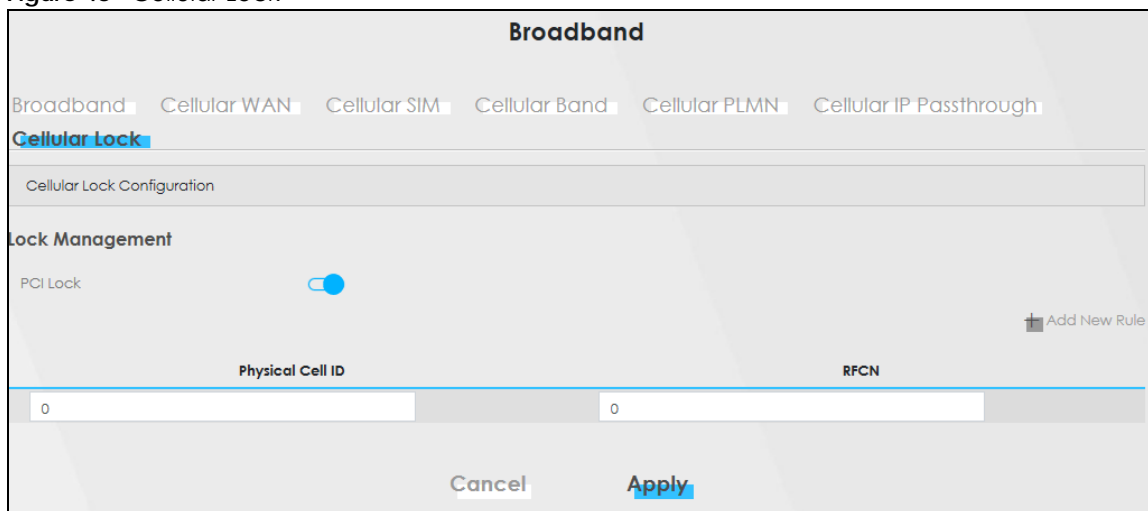 Broadband
Broadband Cellular WAN Cellular SIM Cellular Band Cellular PLMN Cellular IP Passthrough
Cellular Lock
Cellular Lock Configuration
Lock Management
PCI Lock
+ Add New Rule
Physical Cell ID RFCN
0 0
Cancel Apply